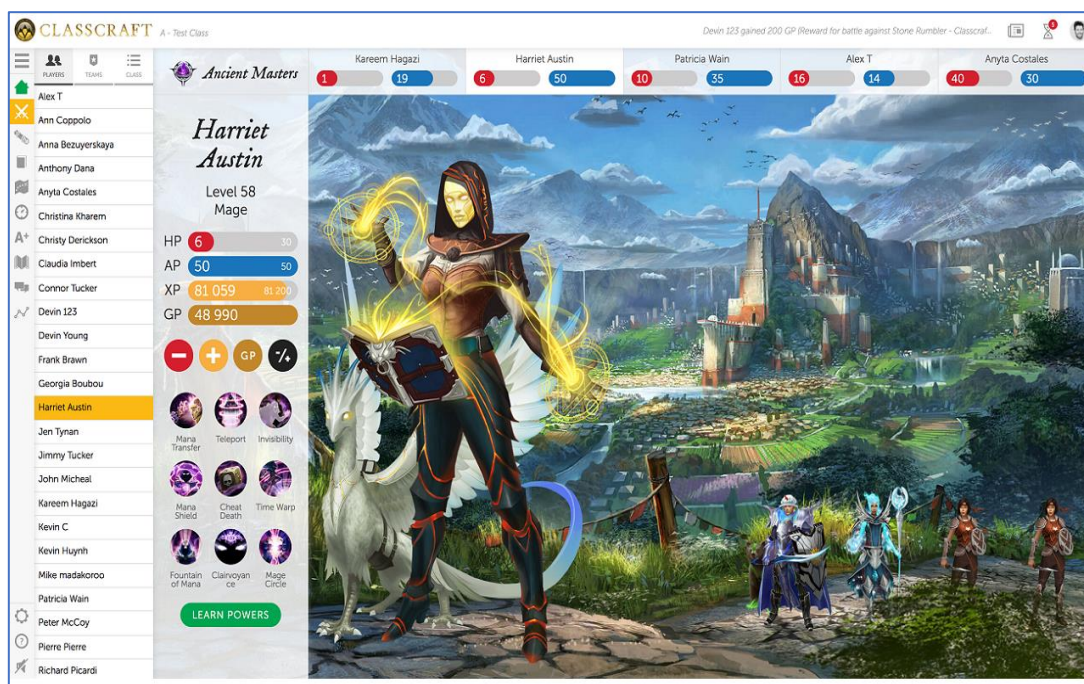 CLASSCRAFT
A - Test Class
Devin 123 gained 200 GP (Reward for battle against Stone Rumbler - Classcraf...
1
PLAYERS
TEAMS
CLASS
Ancient Masters
Kareem Hagazi
1
19
Harriet Austin
6
50
Patricia Wain
10
35
Alex T
16
14
Anyta Costales
40
30
Alex T
Ann Coppolo
Anna Bezuyerskaya
Anthony Dana
Anyta Costales
Christina Kharem
Christy Derickson
Claudia Imbert
Connor Tucker
Devin 123
Devin Young
Frank Brawn
Georgia Boubou
Harriet Austin
Jen Tynan
Jimmy Tucker
John Micheal
Kareem Hagazi
Kevin C
Kevin Huynh
Mike madakoroo
Patricia Wain
Peter McCoy
Pierre Pierre
Richard Picardi
A+
Harriet
Austin
Level 58
Mage
HP 6 30
AP 50 50
XP 81 059 81 200
GP 48 990
GP
-/+
Mana
Transfer
Teleport
Invisibility
Mana
Shield
Cheat
Death
Time Warp
Fountain
of Mana
Clairvoyan
ce
Mage
Circle
LEARN POWERS